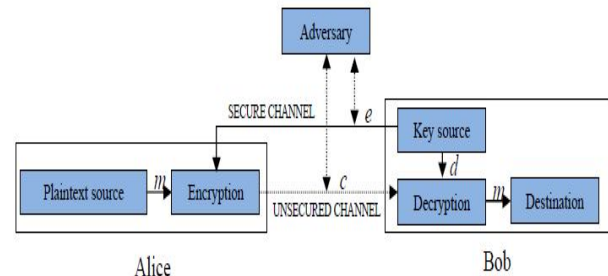 Adversary
SECURE CHANNEL
e
Key source
d
Plaintext source
m
Encryption
c
UNSECURED CHANNEL
Decryption
m
Destination
Alice
Bob